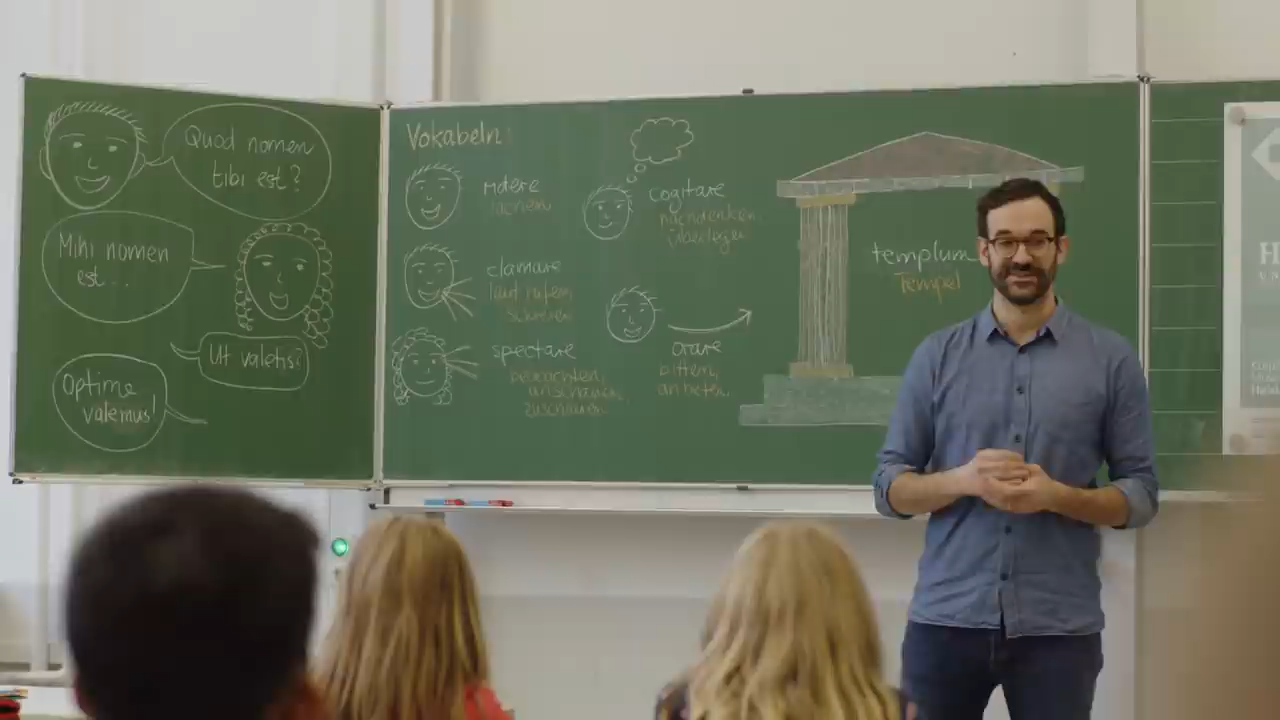 Quod nomen
tibi est?
Mihi nomen
est...
Ut valetis?
Optime
valemus!
Vokabeln:
ridere
lachen
clamare
laut rufen,
schreien
spectare
betrachten,
anschauen,
zuschauen
cogitare
nachdenken,
überlegen
orare
bitten,
anbeten
templum
Tempel
H